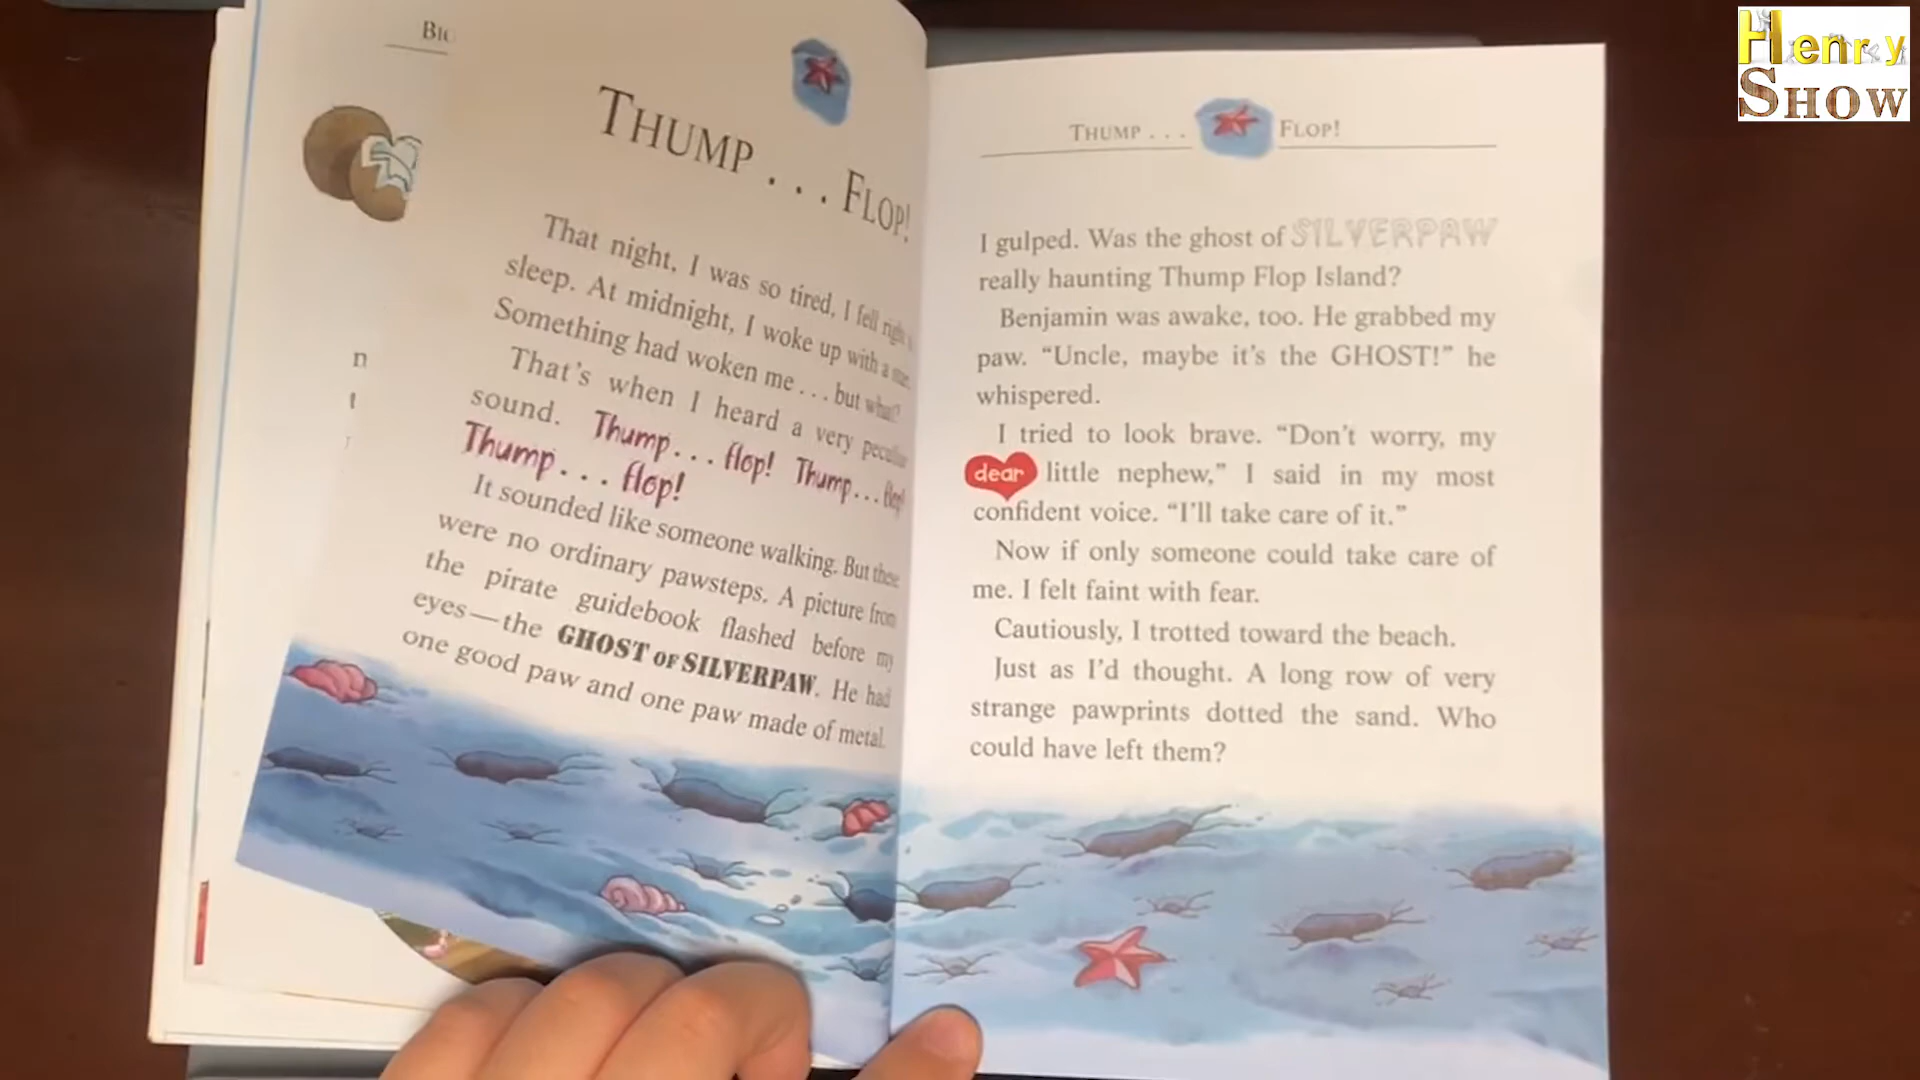 Henry
SHOW
BIG
THUMP . . . FLOP!
That night, I was so tired, I fell right
sleep. At midnight, I woke up with a
Something had woken me . . . but what?
That's when I heard a very peculiar
sound. Thump . . . flop! Thump . . . flop!
Thump . . . flop!
It sounded like someone walking. But these
were no ordinary pawsteps. A picture from
the pirate guidebook flashed before my
eyes—the GHOST OF SILVERPAW. He had
one good paw and one paw made of metal.
n
t
THUMP . . . FLOP!
I gulped. Was the ghost of SILVERPAW
really haunting Thump Flop Island?
Benjamin was awake, too. He grabbed my
paw. “Uncle, maybe it’s the GHOST!” he
whispered.
I tried to look brave. “Don’t worry, my
dear little nephew,” I said in my most
confident voice. “I’ll take care of it.”
Now if only someone could take care of
me. I felt faint with fear.
Cautiously, I trotted toward the beach.
Just as I’d thought. A long row of very
strange pawprints dotted the sand. Who
could have left them?